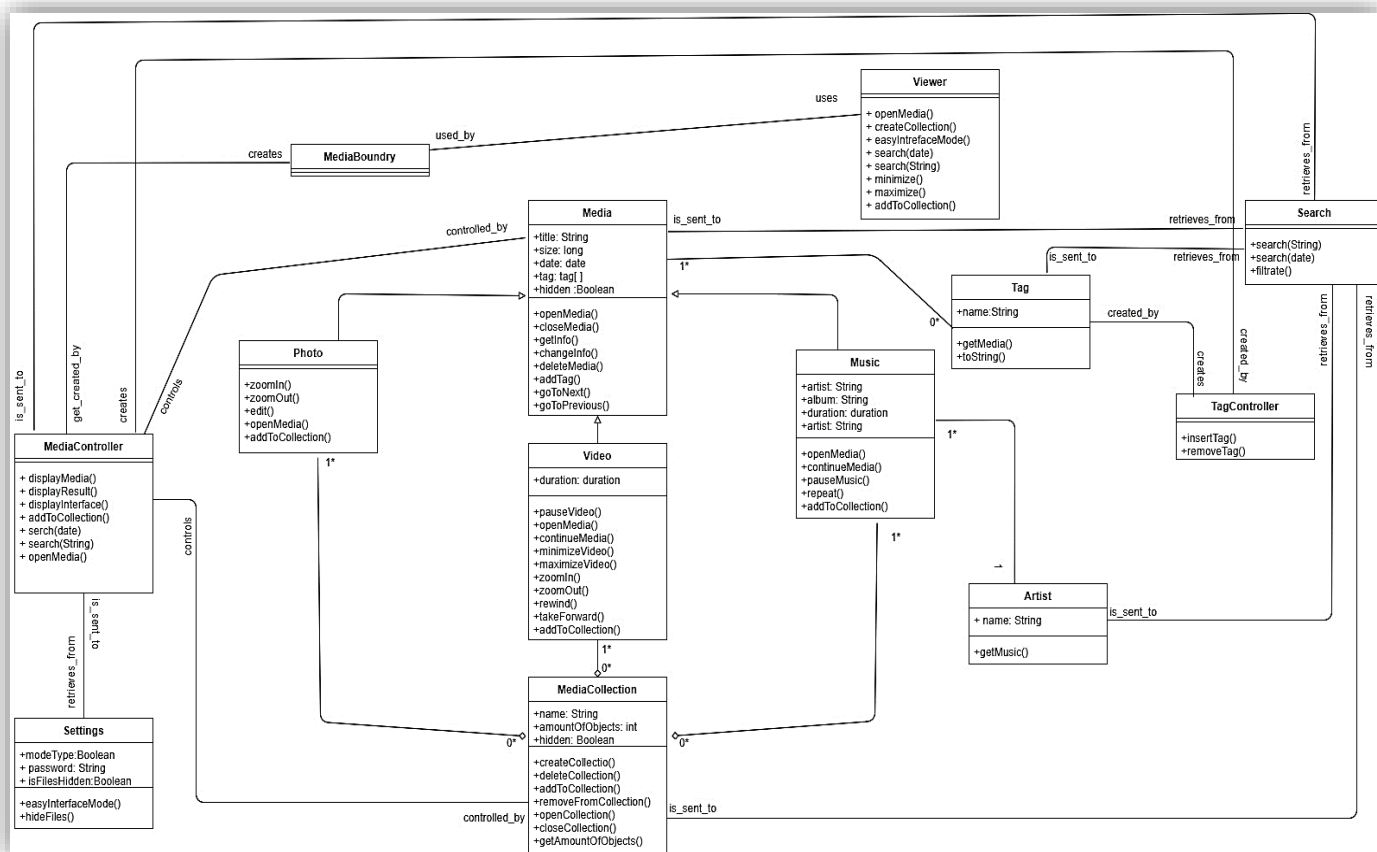 Viewer
+ openMedia()
+ createCollection()
+ easyIntrefaceMode()
+ search(date)
+ search(String)
+ minimize()
+ maximize()
+ addToCollection()
uses
used_by
creates
MediaBoundry
retrieves_from
Media
+title: String
+size: long
+date: date
+tag: tag[ ]
+hidden :Boolean
+openMedia()
+closeMedia()
+getInfo()
+changeInfo()
+deleteMedia()
+addTag()
+goToNext()
+goToPrevious()
is_sent_to
retrieves_from
Search
+search(String)
+search(date)
+filtrate()
controlled_by
1*
is_sent_to
retrieves_from
Tag
+name:String
+getMedia()
+toString()
0*
created_by
creates
created_by
retrieves_from
retrieves_from
Photo
+zoomIn()
+zoomOut()
+edit()
+openMedia()
+addToCollection()
1*
Music
+artist: String
+album: String
+duration: duration
+artist: String
+openMedia()
+continueMedia()
+pauseMusic()
+repeat()
+addToCollection()
1*
1*
TagController
+insertTag()
+removeTag()
is_sent_to
get_created_by
creates
controls
MediaController
+ displayMedia()
+ displayResult()
+ displayInterface()
+ addToCollection()
+ serch(date)
+ search(String)
+ openMedia()
controls
Video
+duration: duration
+pauseVideo()
+openMedia()
+continueMedia()
+minimizeVideo()
+maximizeVideo()
+zoomIn()
+zoomOut()
+rewind()
+takeForward()
+addToCollection()
1*
0*
1
Artist
+ name: String
+getMusic()
is_sent_to
is_sent_to
retrieves_from
Settings
+modeType:Boolean
+ password: String
+ isFilesHidden:Boolean
+easyInterfaceMode()
+hideFiles()
MediaCollection
+name: String
+amountOfObjects: int
+hidden: Boolean
+createCollectio()
+deleteCollection()
+addToCollection()
+removeFromCollection()
+openCollection()
+closeCollection()
+getAmountOfObjects()
0*
0*
controlled_by
is_sent_to